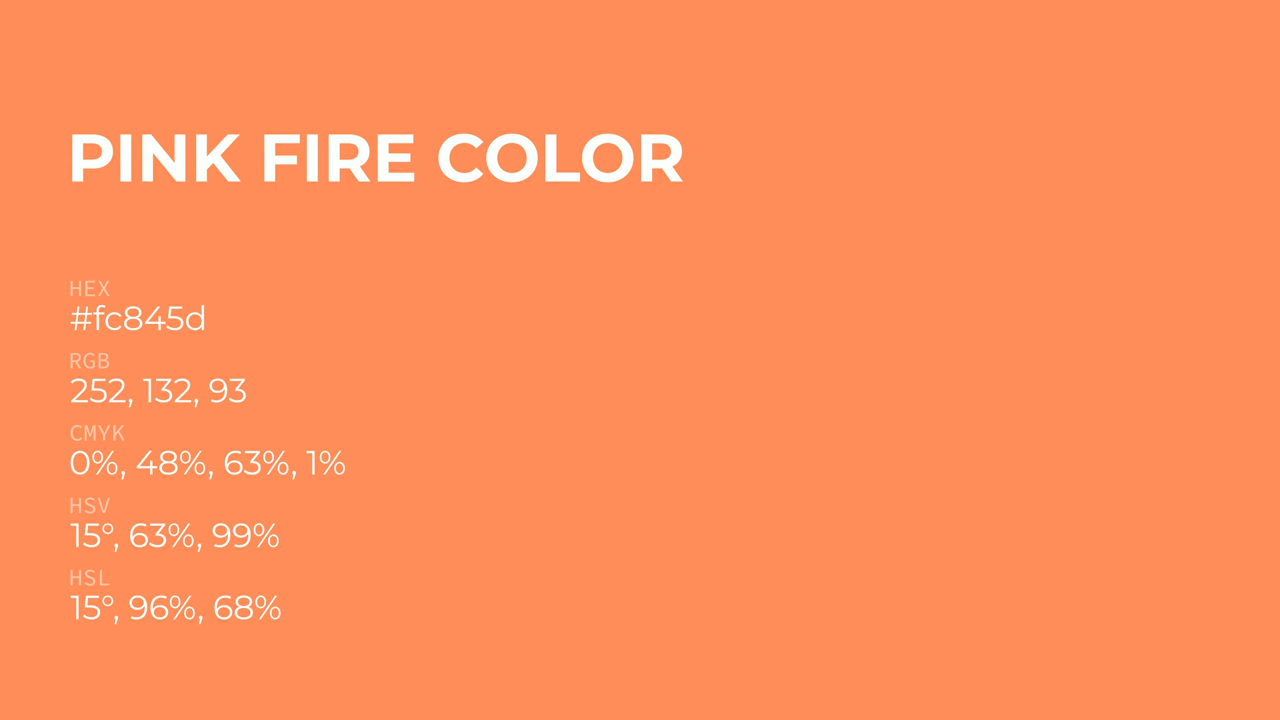 PINK FIRE COLOR
HEX
#fc845d
RGB
252, 132, 93
CMYK
0%, 48%, 63%, 1%
HSV
15°, 63%, 99%
HSL
15°, 96%, 68%